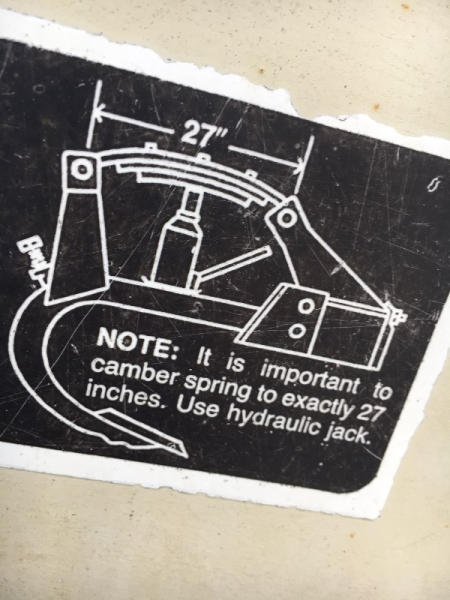 27"
NOTE: It is important to
camber spring to exactly 27
inches. Use hydraulic jack.